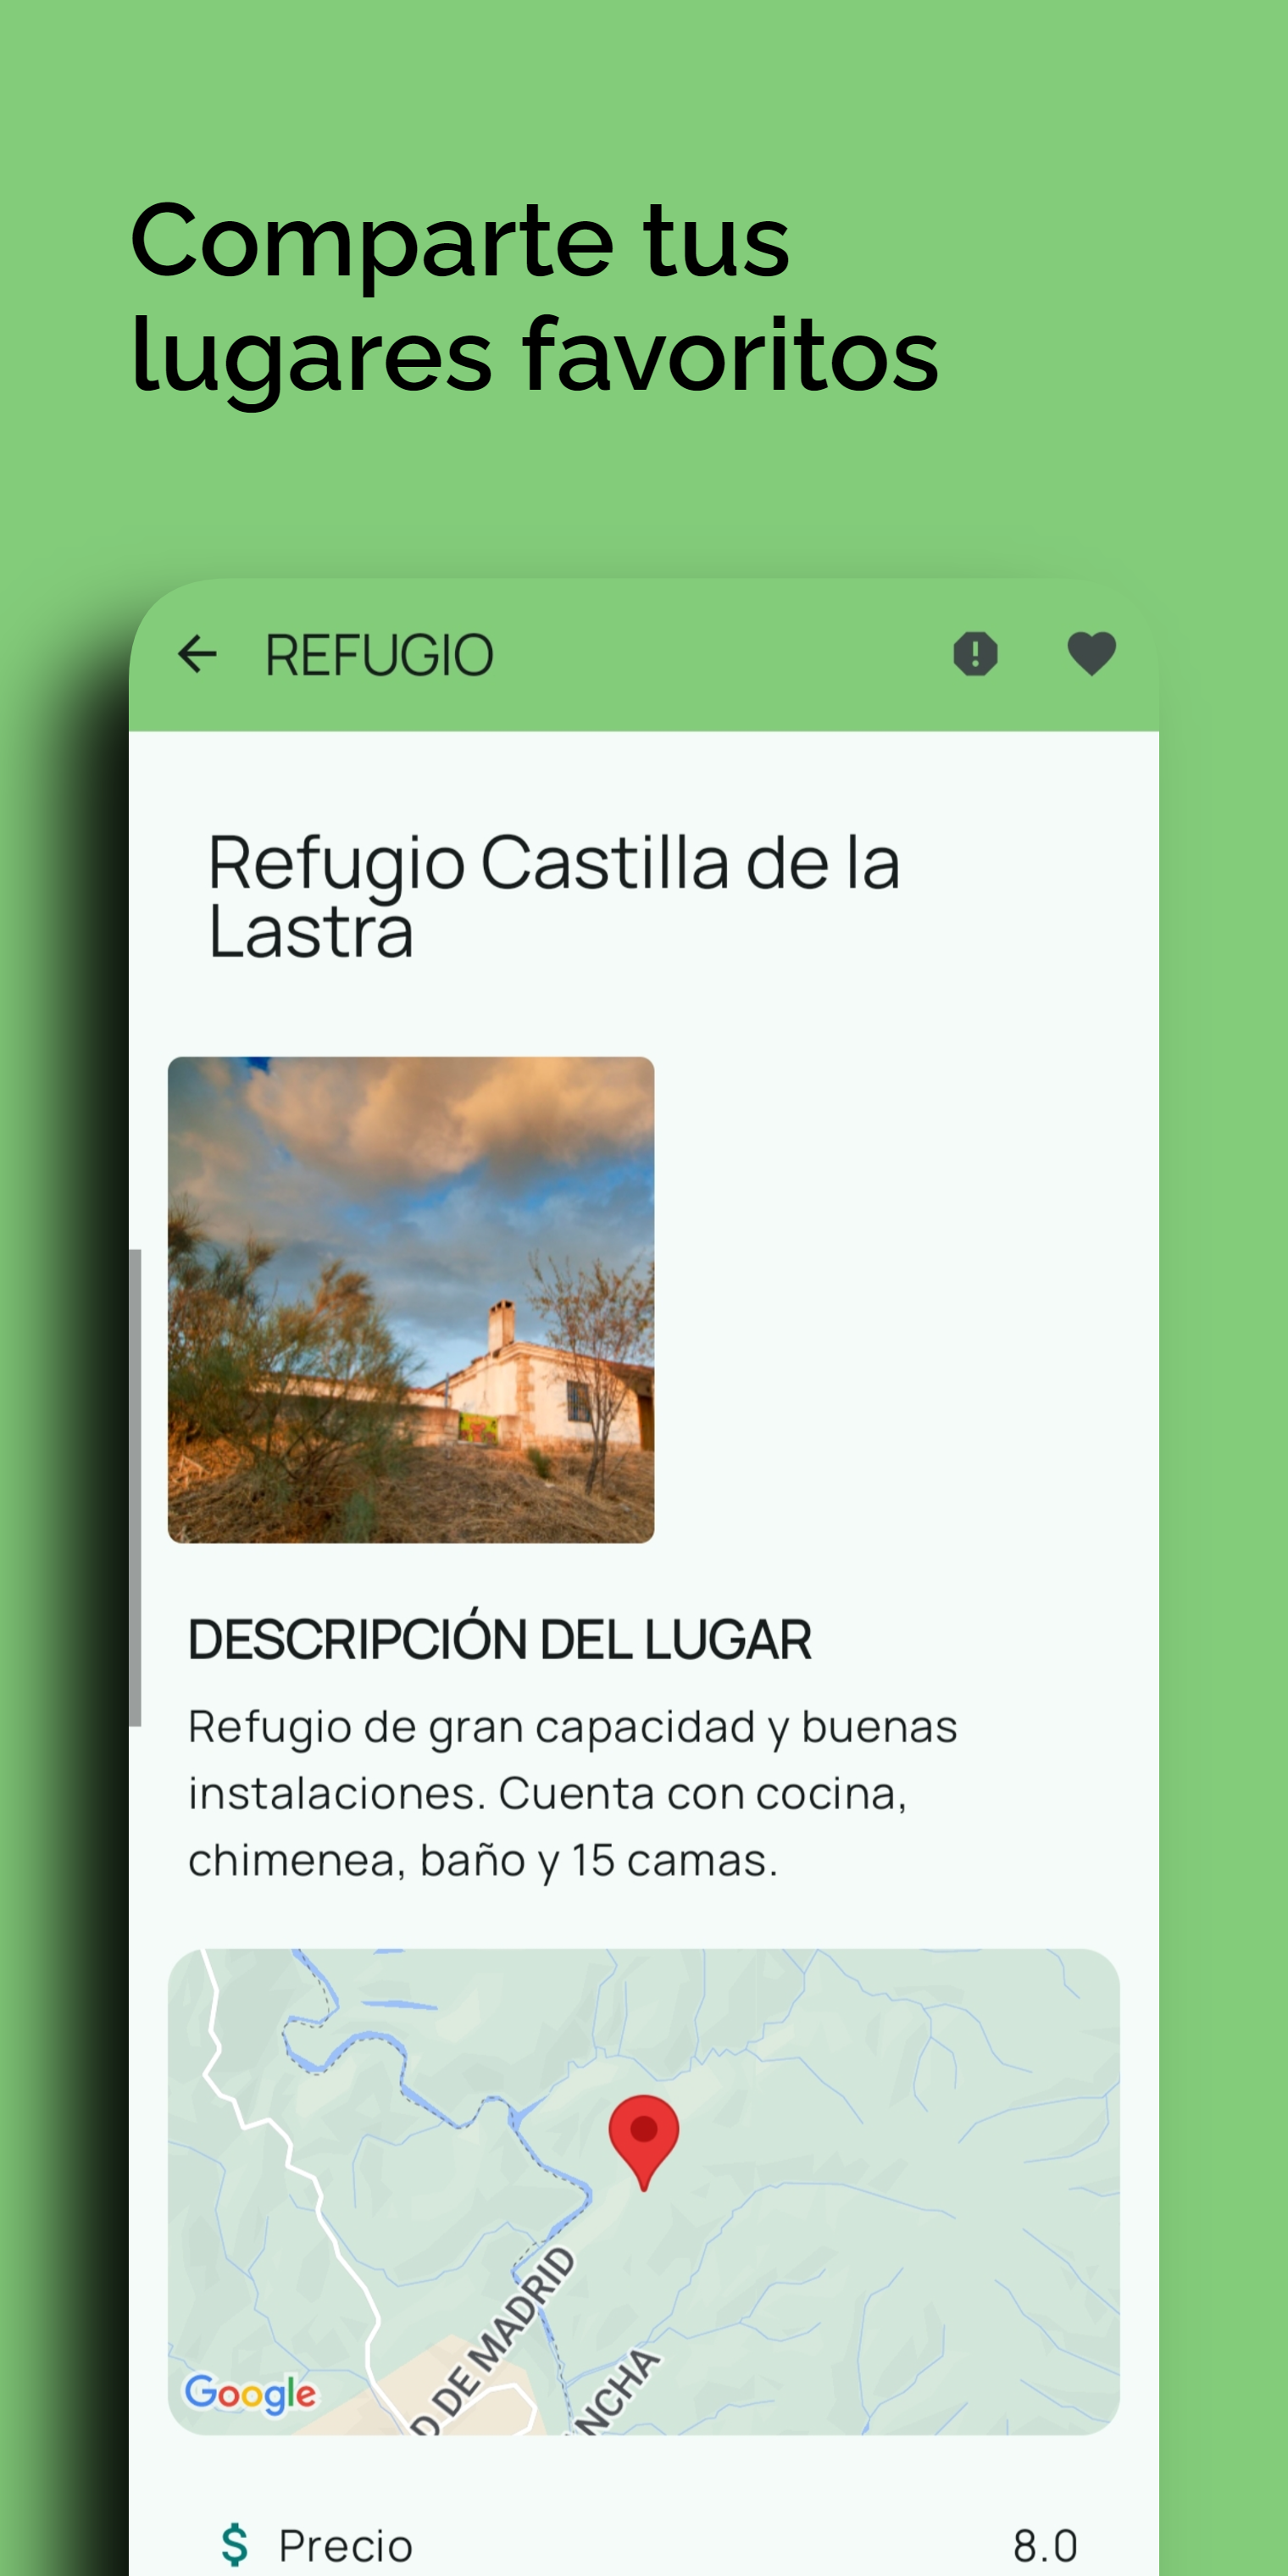 Comparte tus
lugares favoritos
REFUGIO
Refugio Castilla de la
Lastra
DESCRIPCIÓN DEL LUGAR
Refugio de gran capacidad y buenas
instalaciones. Cuenta con cocina,
chimenea, baño y 15 camas.
D DE MADRID
NCHA
Google
$ Precio 8.0